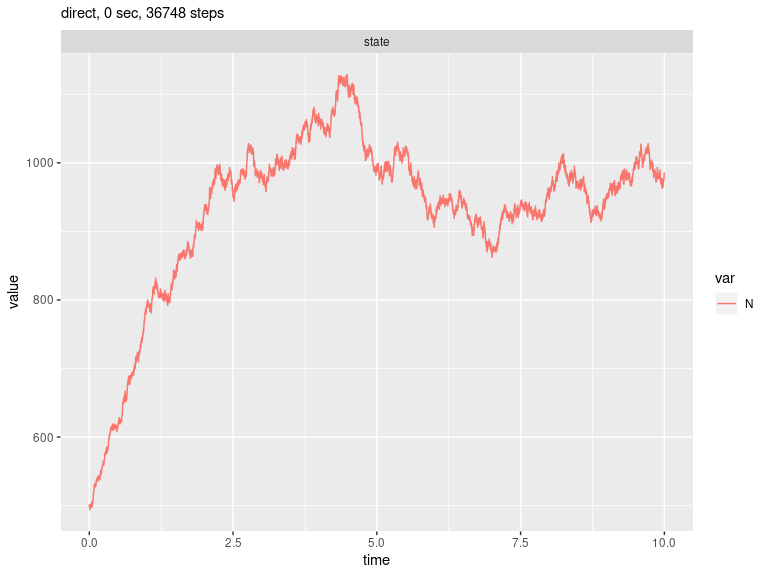 direct, 0 sec, 36748 steps
state
1000
800
600
value
0.0 2.5 5.0 7.5 10.0
time
var
N